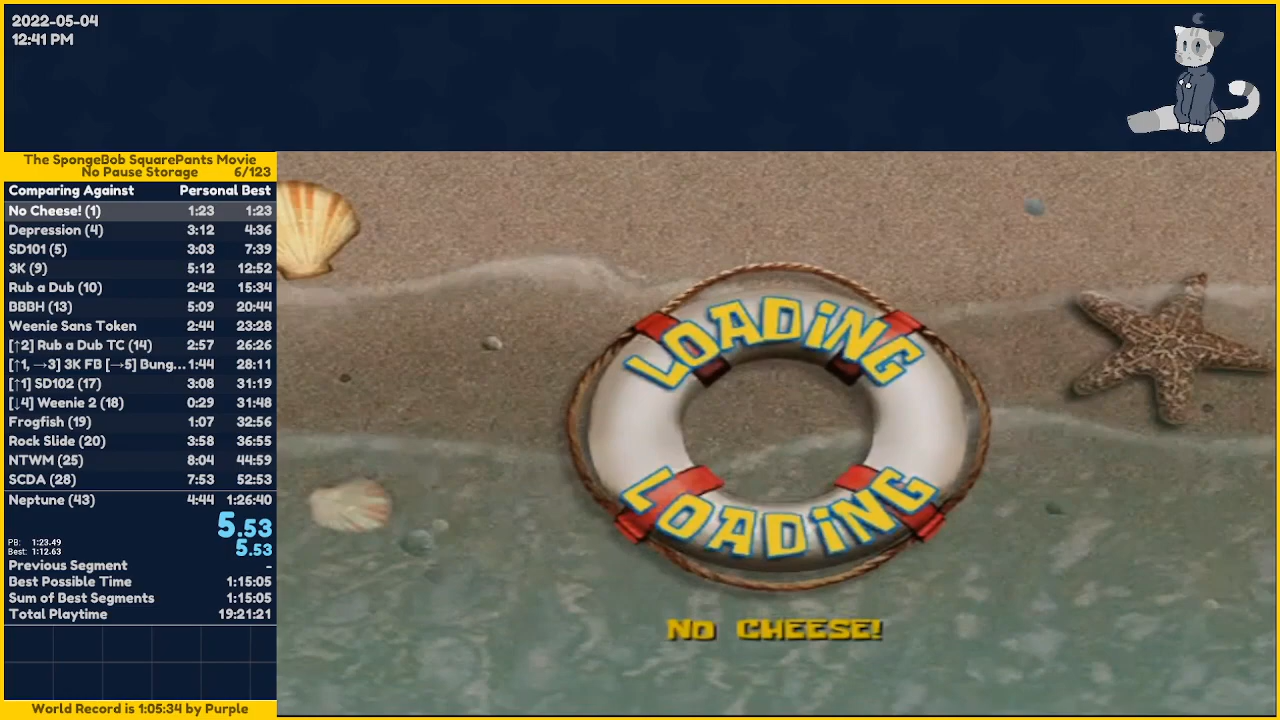 2022-05-04
12:41 PM
The SpongeBob SquarePants Movie
No Pause Storage 6/123
Comparing Against Personal Best
No Cheese! (1) 1:23 1:23
Depression (4) 3:12 4:36
SD101 (5) 3:03 7:39
3K (9) 5:12 12:52
Rub a Dub (10) 2:42 15:34
BBBH (13) 5:09 20:44
Weenie Sans Token 2:44 23:28
[↑2] Rub a Dub TC (14) 2:57 26:26
[↑1, →3] 3K FB [→5] Bung... 1:44 28:11
[↑1] SD102 (17) 3:08 31:19
[↓4] Weenie 2 (18) 0:29 31:48
Frogfish (19) 1:07 32:56
Rock Slide (20) 3:58 36:55
NTWM (25) 8:04 44:59
SCDA (28) 7:53 52:53
Neptune (43) 4:44 1:26:40
5.53
PB: 1:23.49
Best: 1:12.63 5.53
Previous Segment -
Best Possible Time 1:15:05
Sum of Best Segments 1:15:05
Total Playtime 19:21:21
World Record is 1:05:34 by Purple
LOADING
LOADING
NO CHEESE!